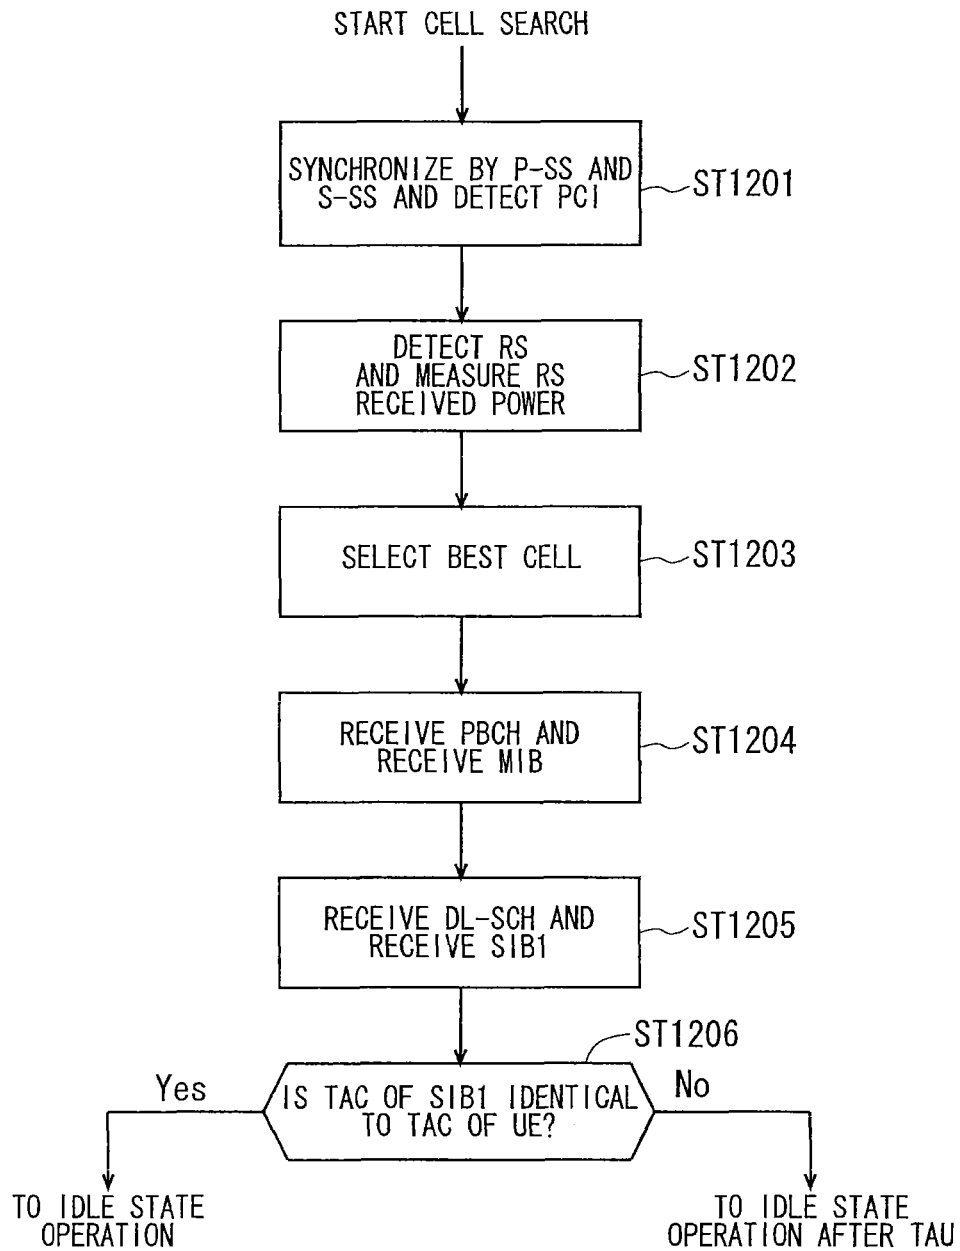 START CELL SEARCH
SYNCHRONIZE BY P-SS AND
S-SS AND DETECT PCI
ST1201
DETECT RS
AND MEASURE RS
RECEIVED POWER
ST1202
SELECT BEST CELL
ST1203
RECEIVE PBCH AND
RECEIVE MIB
ST1204
RECEIVE DL-SCH AND
RECEIVE SIB1
ST1205
ST1206
IS TAC OF SIB1 IDENTICAL
TO TAC OF UE?
Yes
No
TO IDLE STATE
OPERATION
TO IDLE STATE
OPERATION AFTER TAU